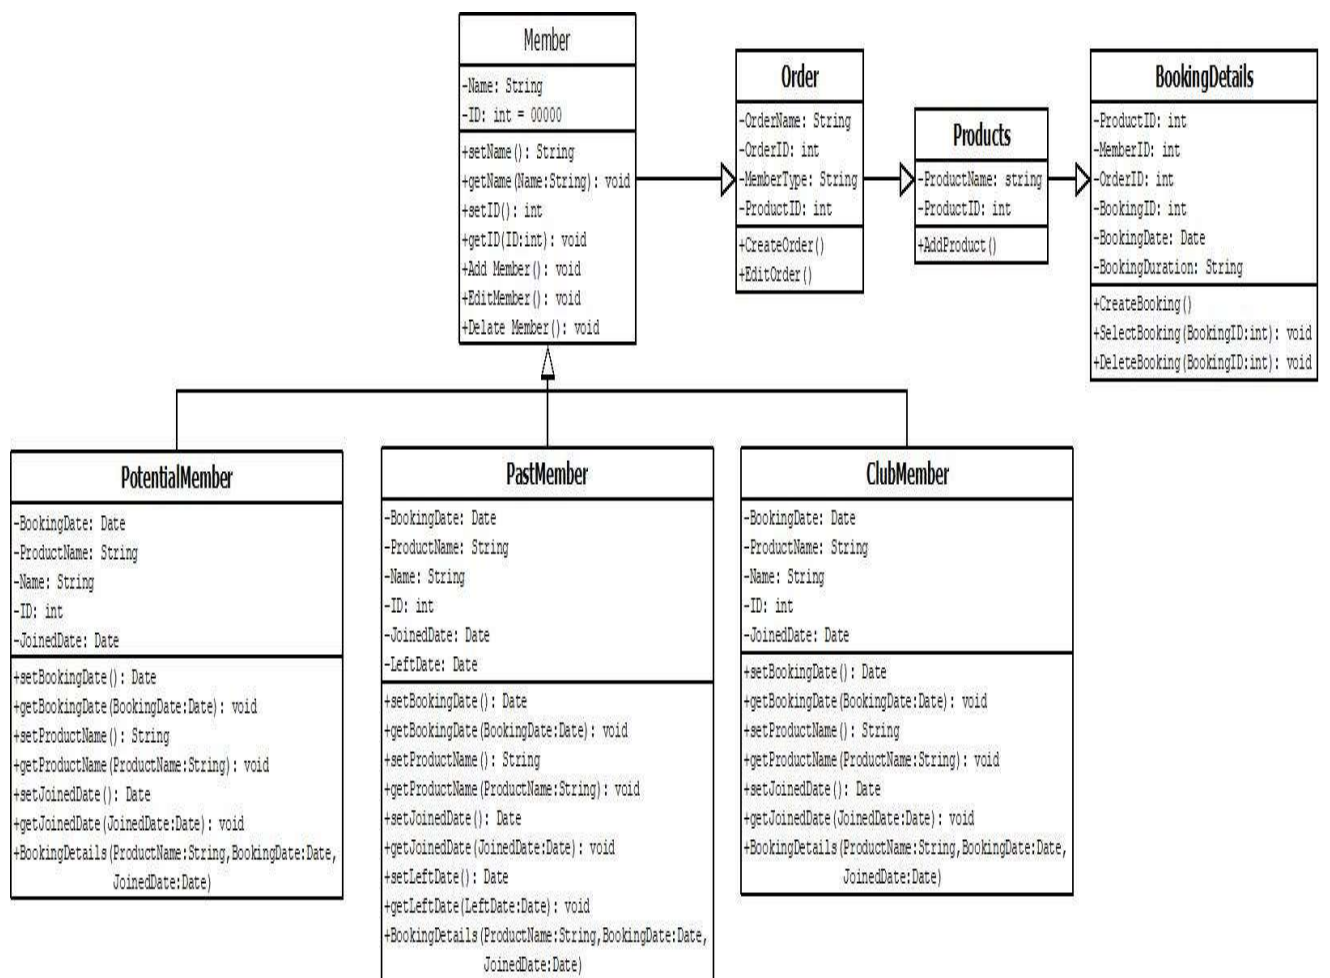 Member
-Name: String
-ID: int = 00000
+setName(): String
+getName(Name:String): void
+setID(): int
+getID(ID:int): void
+Add Member(): void
+EditMember(): void
+Delate Member(): void
Order
-OrderName: String
-OrderID: int
-MemberType: String
-ProductID: int
+CreateOrder()
+EditOrder()
Products
-ProductName: string
-ProductID: int
+AddProduct()
BookingDetails
-ProductID: int
-MemberID: int
-OrderID: int
-BookingID: int
-BookingDate: Date
-BookingDuration: String
+CreateBooking()
+SelectBooking(BookingID:int): void
+DeleteBooking(BookingID:int): void
PotentialMember
-BookingDate: Date
-ProductName: String
-Name: String
-ID: int
-JoinedDate: Date
+setBookingDate(): Date
+getBookingDate(BookingDate:Date): void
+setProductName(): String
+getProductName(ProductName:String): void
+setJoinedDate(): Date
+getJoinedDate(JoinedDate:Date): void
+BookingDetails(ProductName:String,BookingDate:Date,
JoinedDate:Date)
PastMember
-BookingDate: Date
-ProductName: String
-Name: String
-ID: int
-JoinedDate: Date
-LeftDate: Date
+setBookingDate(): Date
+getBookingDate(BookingDate:Date): void
+setProductName(): String
+getProductName(ProductName:String): void
+setJoinedDate(): Date
+getJoinedDate(JoinedDate:Date): void
+setLeftDate(): Date
+getLeftDate(LeftDate:Date): void
+BookingDetails(ProductName:String,BookingDate:Date,
JoinedDate:Date)
ClubMember
-BookingDate: Date
-ProductName: String
-Name: String
-ID: int
-JoinedDate: Date
+setBookingDate(): Date
+getBookingDate(BookingDate:Date): void
+setProductName(): String
+getProductName(ProductName:String): void
+setJoinedDate(): Date
+getJoinedDate(JoinedDate:Date): void
+BookingDetails(ProductName:String,BookingDate:Date,
JoinedDate:Date)